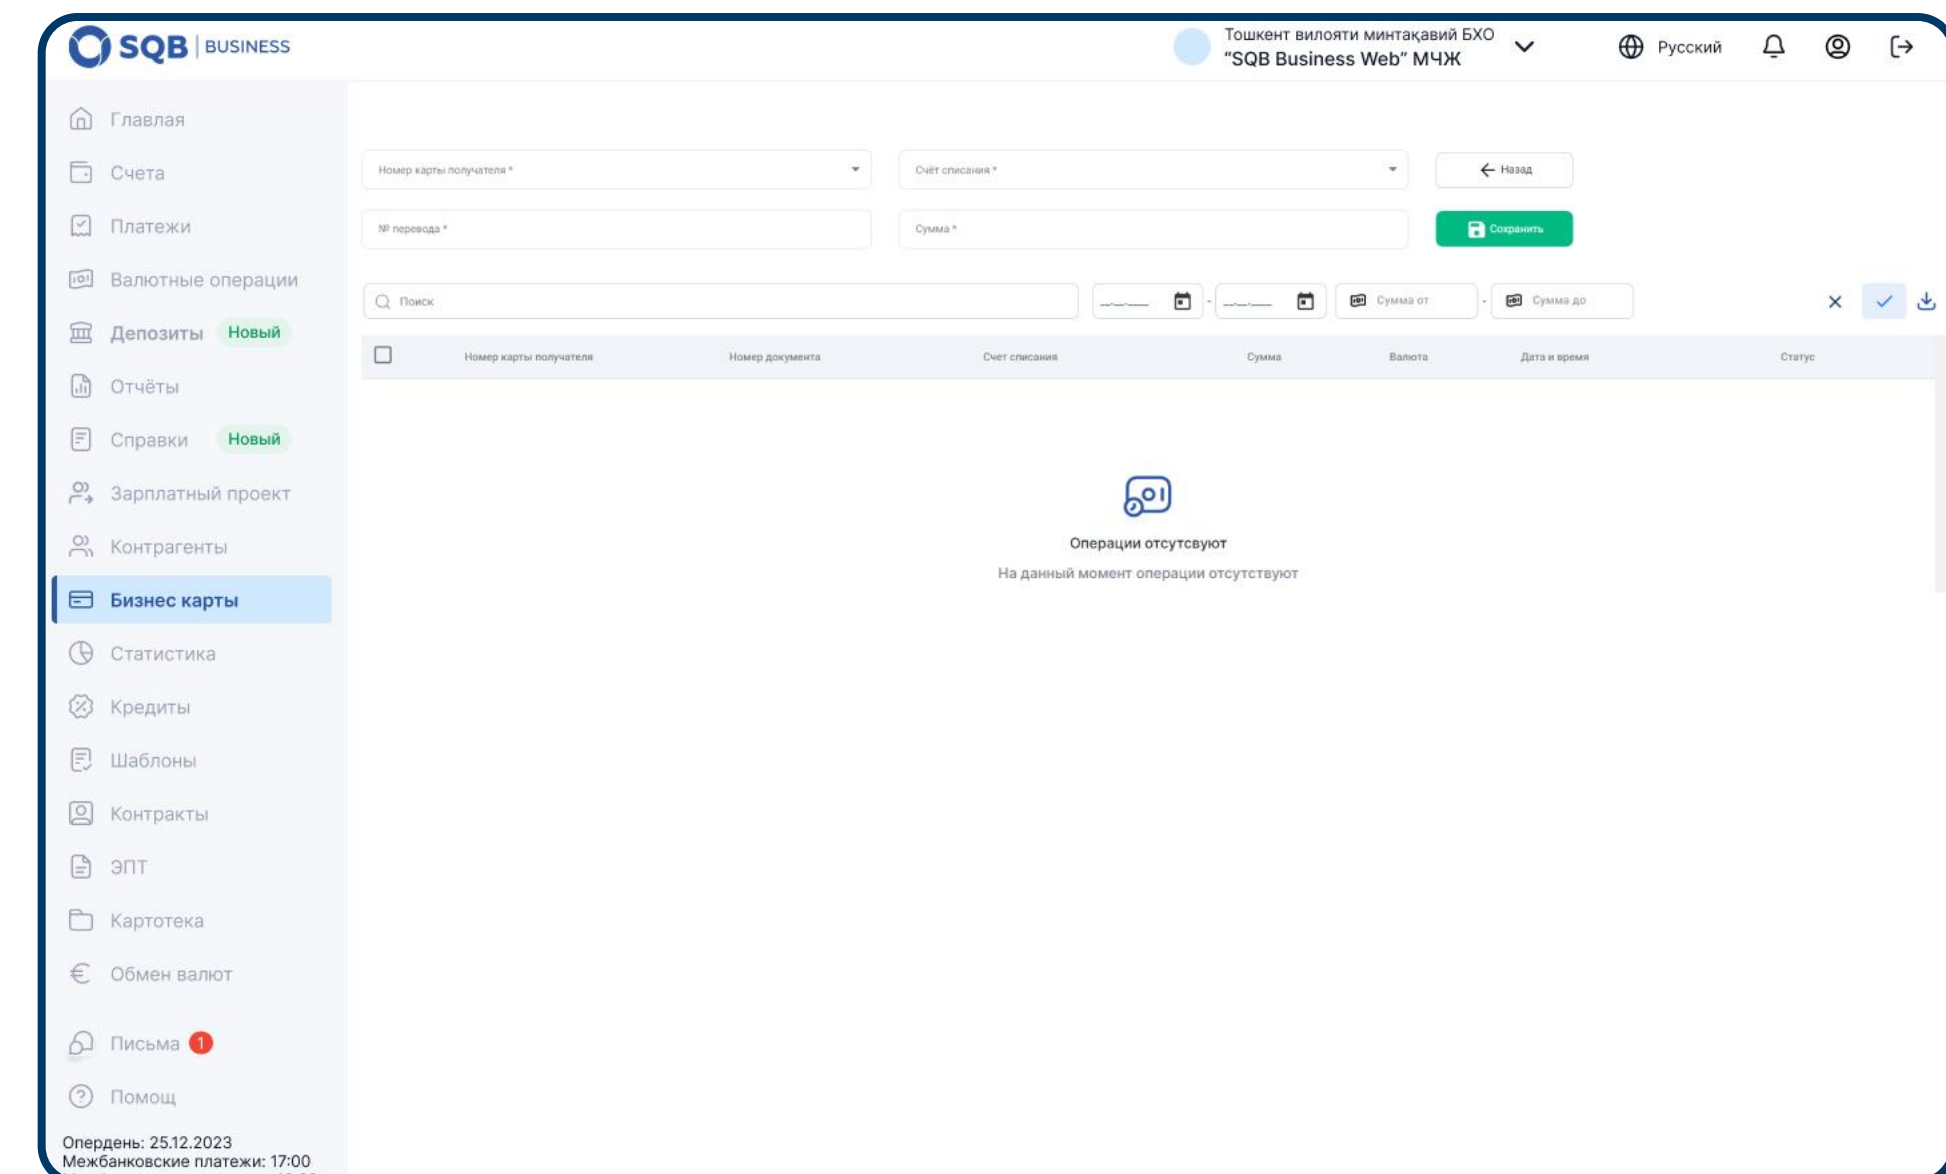 SQB BUSINESS
Тошкент вилояти минтақавий БХО
“SQB Business Web” МЧЖ
Русский
Главлая
Счета
Платежи
Валютные операции
Депозиты Новый
Отчёты
Справки Новый
Зарплатный проект
Контрагенты
Бизнес карты
Статистика
Кредиты
Шаблоны
Контракты
ЭПТ
Картотека
Обмен валют
Письма 1
Помощ
Опердень: 25.12.2023
Межбанковские платежи: 17:00
Номер карты получателя *
Счёт списания *
Назад
№ перевода *
Сумма *
Сохранить
Поиск
Сумма от - Сумма до
Номер карты получателя Номер документа Счет списания Сумма Валюта Дата и время Статус
Операции отсутсвуют
На данный момент операции отсутствуют